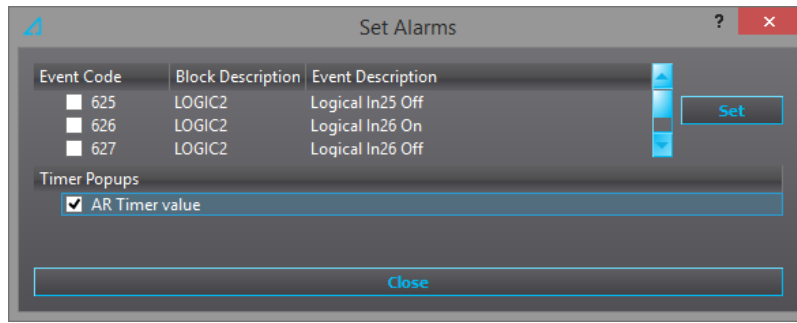 Set Alarms
? ×
Event Code Block Description Event Description
625 LOGIC2 Logical In25 Off
626 LOGIC2 Logical In26 On
627 LOGIC2 Logical In26 Off
Set
Timer Popups
AR Timer value
Close